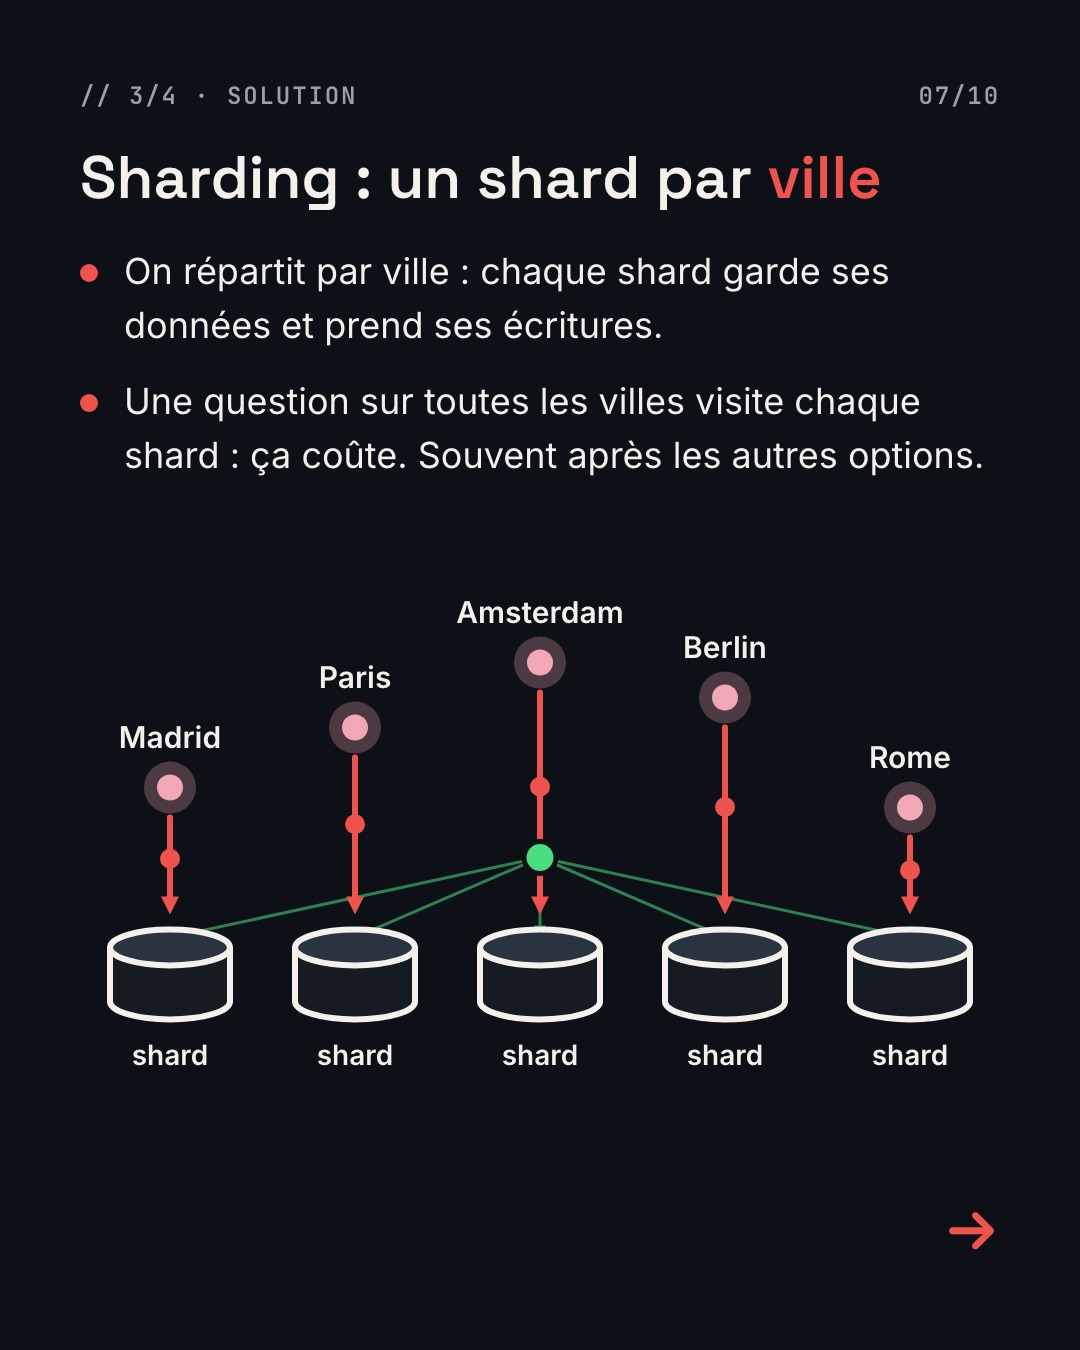 // 3/4 · SOLUTION
07/10
Sharding : un shard par ville
On répartit par ville : chaque shard garde ses
données et prend ses écritures.
Une question sur toutes les villes visite chaque
shard : ça coûte. Souvent après les autres options.
Amsterdam
Berlin
Paris
Madrid
Rome
shard
shard
shard
shard
shard